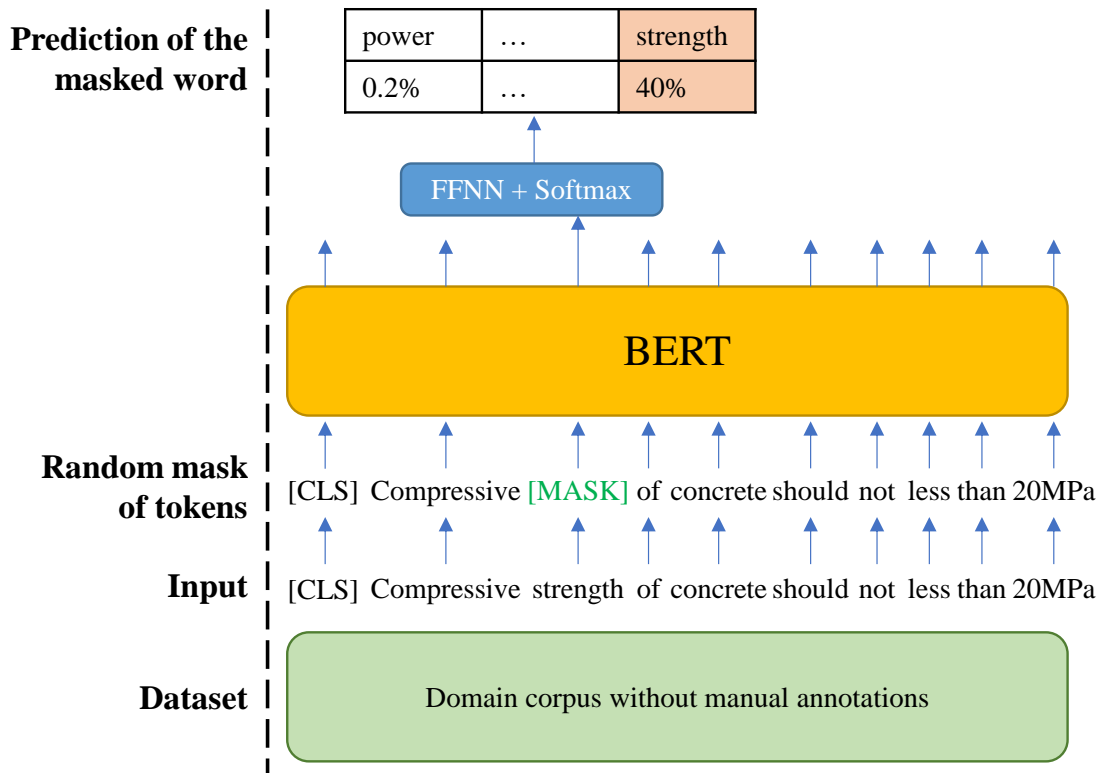 Prediction of the
masked word
power … strength
0.2% … 40%
FFNN + Softmax
BERT
Random mask
of tokens
[CLS] Compressive [MASK] of concrete should not less than 20MPa
Input
[CLS] Compressive strength of concrete should not less than 20MPa
Dataset
Domain corpus without manual annotations